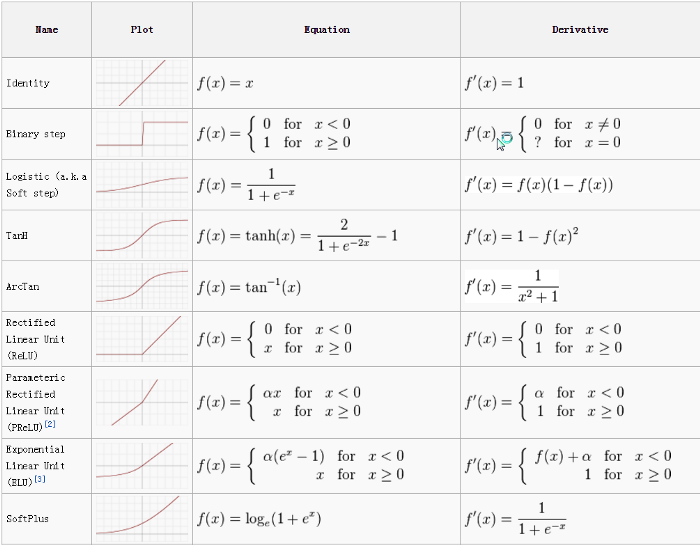 Name Plot Equation Derivative
Identity f(x) = x f′(x) = 1
Binary step f(x) = { 0 for x < 0 f′(x) = { 0 for x ≠ 0
1 for x ≥ 0 ? for x = 0
Logistic (a.k.a
Soft step) f(x) = 1 / (1 + e^{−x}) f′(x) = f(x)(1 − f(x))
TanH f(x) = tanh(x) = 2 / (1 + e^{−2x}) − 1 f′(x) = 1 − f(x)²
ArcTan f(x) = tan⁻¹(x) f′(x) = 1 / (x² + 1)
Rectified
Linear Unit
(ReLU) f(x) = { 0 for x < 0 f′(x) = { 0 for x < 0
x for x ≥ 0 1 for x ≥ 0
Parameteric
Rectified
Linear Unit
(PReLU)[2] f(x) = { αx for x < 0 f′(x) = { α for x < 0
x for x ≥ 0 1 for x ≥ 0
Exponential
Linear Unit
(ELU)[3] f(x) = { α(eˣ − 1) for x < 0 f′(x) = { f(x) + α for x < 0
x for x ≥ 0 1 for x ≥ 0
SoftPlus f(x) = logₑ(1 + eˣ) f′(x) = 1 / (1 + e^{−x})